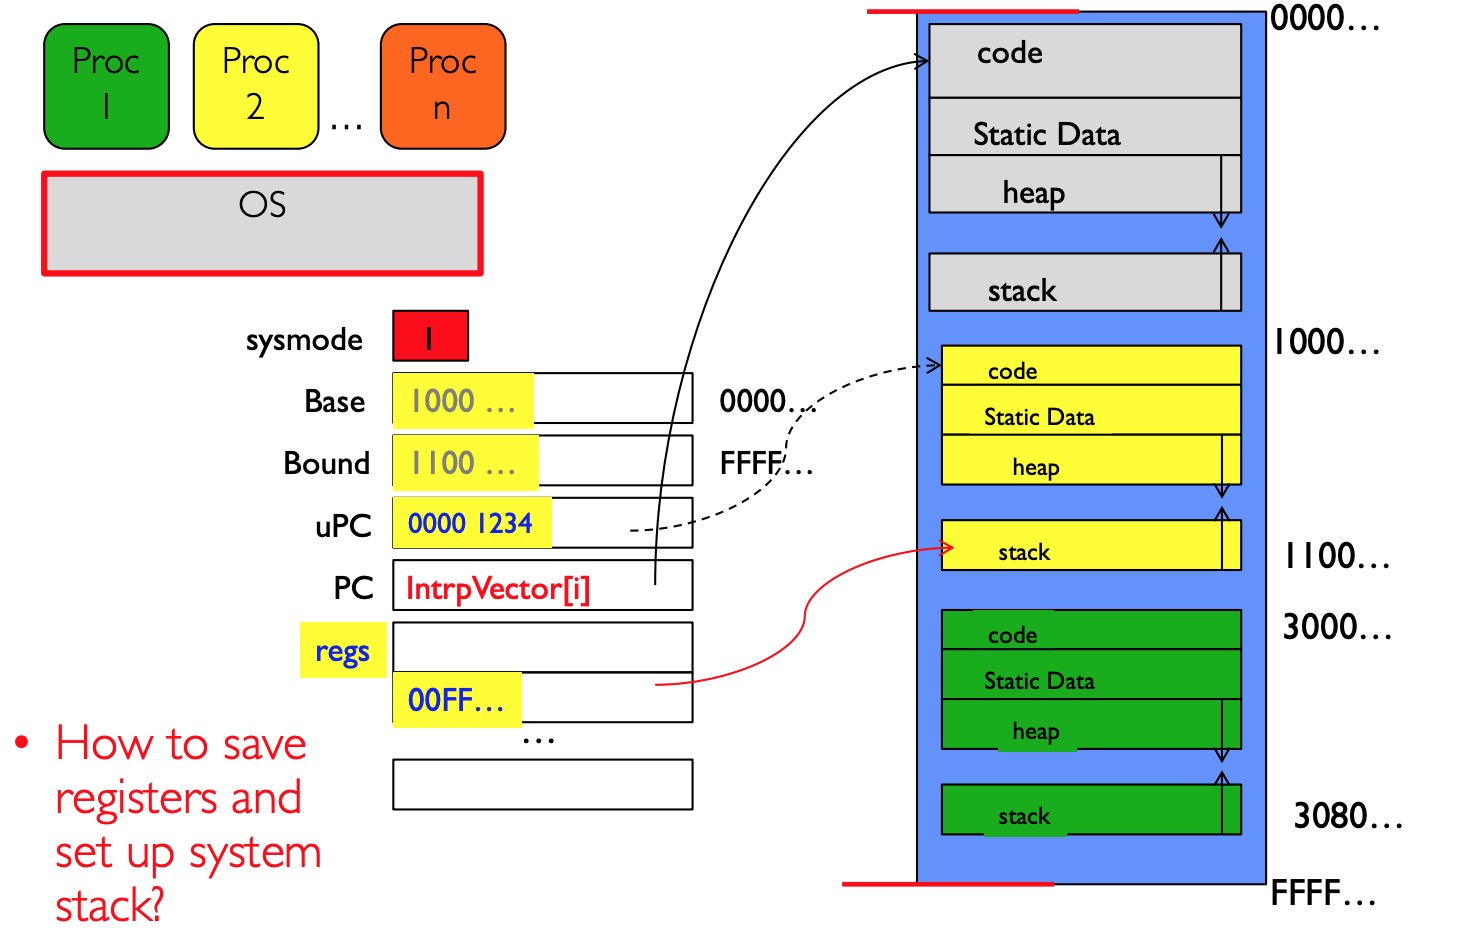 Proc
1
Proc
2
...
Proc
n
OS
sysmode
1
Base
1000 ...
0000...
Bound
1100 ...
FFFF...
uPC
0000 1234
PC
IntrpVector[i]
regs
00FF...
...
• How to save
registers and
set up system
stack?
0000...
code
Static Data
heap
stack
1000...
code
Static Data
heap
stack
1100...
3000...
code
Static Data
heap
stack
3080...
FFFF...